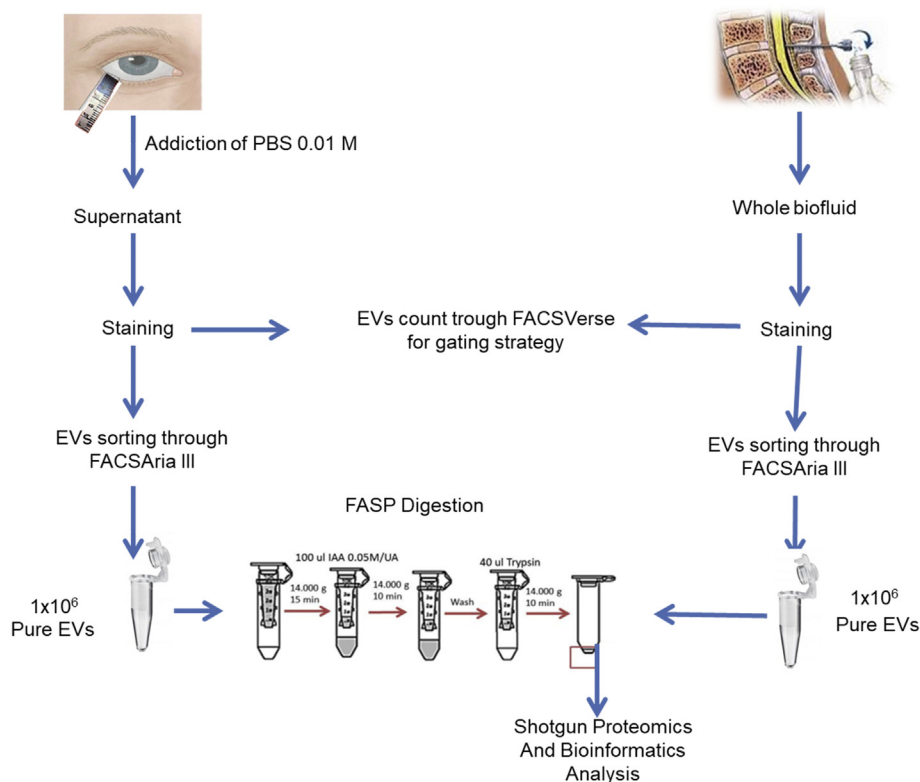 Addiction of PBS 0.01 M
Supernatant
Whole biofluid
Staining
EVs count trough FACSVerse
for gating strategy
Staining
EVs sorting through
FACSAria III
EVs sorting through
FACSAria III
FASP Digestion
100 ul IAA 0.05M/UA
40 ul Trypsin
14.000 g
15 min
14.000 g
10 min
Wash
14.000 g
10 min
1x10⁶
Pure EVs
1x10⁶
Pure EVs
Shotgun Proteomics
And Bioinformatics
Analysis